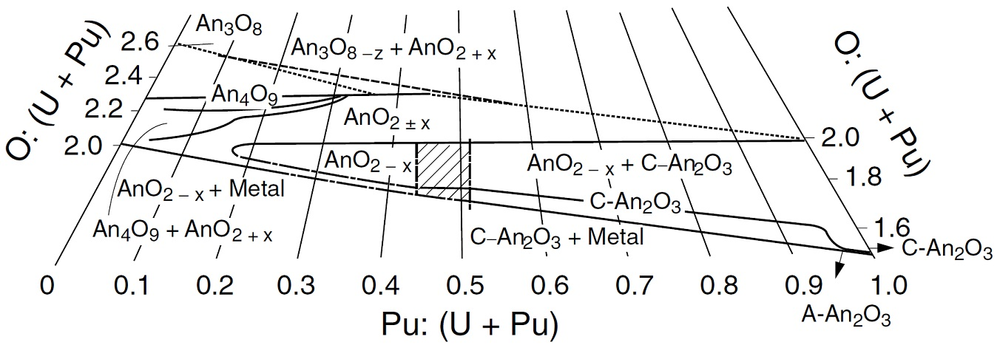 O: (U + Pu)
2.6
2.4
2.2
2.0
An3O8
An3O8 – z + AnO2 + x
An4O9
AnO2 ± x
AnO2 – x
AnO2 – x + C–An2O3
AnO2 – x + Metal
An4O9 + AnO2 + x
C-An2O3
C–An2O3 + Metal
O: (U + Pu)
2.0
1.8
1.6
C-An2O3
A-An2O3
0 0.1 0.2 0.3 0.4 0.5 0.6 0.7 0.8 0.9 1.0
Pu: (U + Pu)